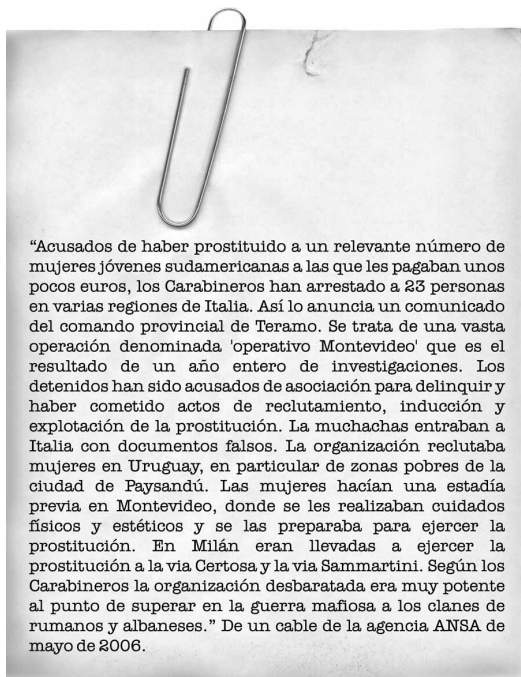 “Acusados de haber prostituido a un relevante número de
mujeres jóvenes sudamericanas a las que les pagaban unos
pocos euros, los Carabineros han arrestado a 23 personas
en varias regiones de Italia. Así lo anuncia un comunicado
del comando provincial de Teramo. Se trata de una vasta
operación denominada 'operativo Montevideo' que es el
resultado de un año entero de investigaciones. Los
detenidos han sido acusados de asociación para delinquir y
haber cometido actos de reclutamiento, inducción y
explotación de la prostitución. La muchachas entraban a
Italia con documentos falsos. La organización reclutaba
mujeres en Uruguay, en particular de zonas pobres de la
ciudad de Paysandú. Las mujeres hacían una estadía
previa en Montevideo, donde se les realizaban cuidados
físicos y estéticos y se las preparaba para ejercer la
prostitución. En Milán eran llevadas a ejercer la
prostitución a la via Certosa y la via Sammartini. Según los
Carabineros la organización desbaratada era muy potente
al punto de superar en la guerra mafiosa a los clanes de
rumanos y albaneses.” De un cable de la agencia ANSA de
mayo de 2006.